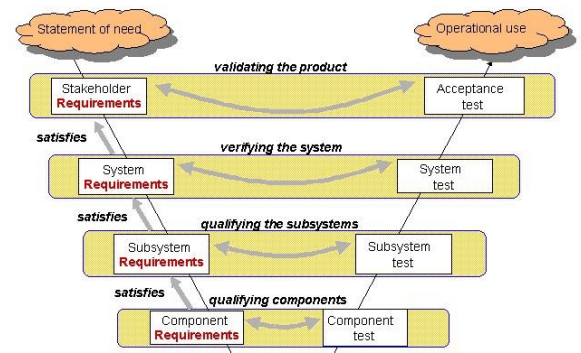 Statement of need
Operational use
validating the product
Stakeholder
Requirements
Acceptance
test
satisfies
verifying the system
System
Requirements
System
test
satisfies
qualifying the subsystems
Subsystem
Requirements
Subsystem
test
satisfies
qualifying components
Component
Requirements
Component
test